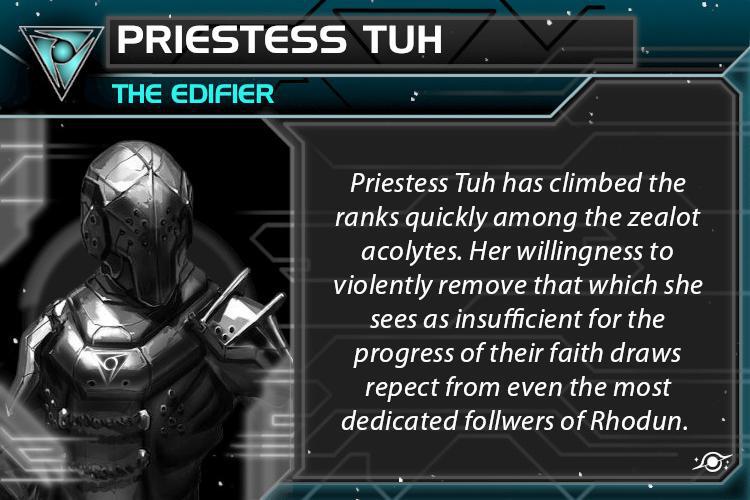 PRIESTESS TUH
THE EDIFIER
Priestess Tuh has climbed the
ranks quickly among the zealot
acolytes. Her willingness to
violently remove that which she
sees as insufficient for the
progress of their faith draws
repect from even the most
dedicated follwers of Rhodun.